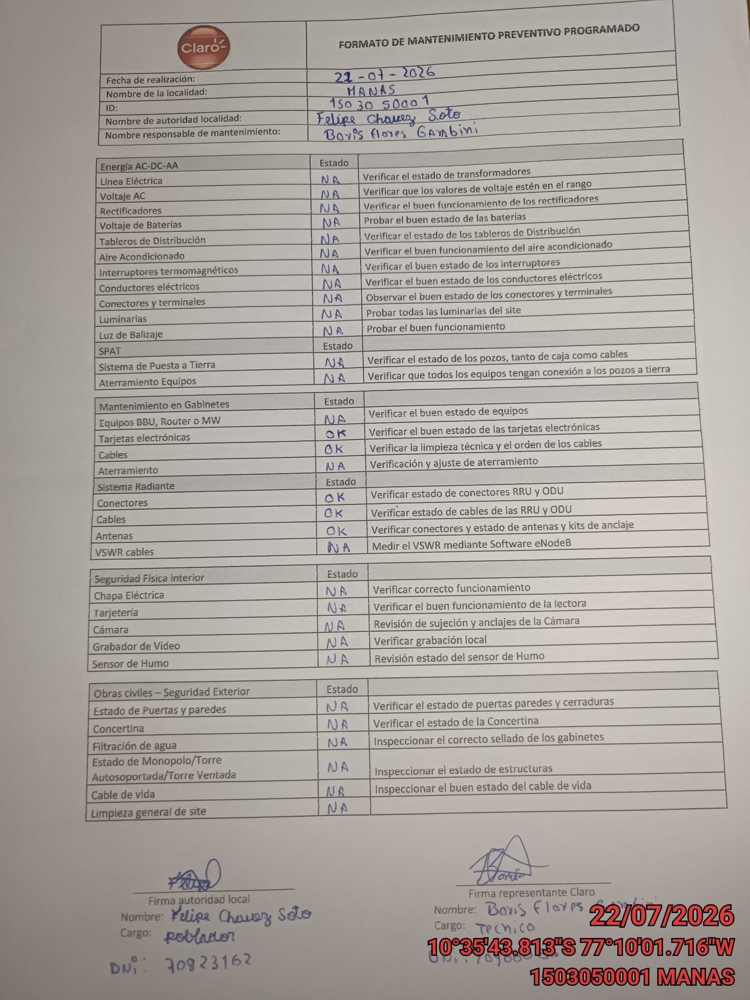 Claro
FORMATO DE MANTENIMIENTO PREVENTIVO PROGRAMADO
Fecha de realización: -07-2026
Nombre de la localidad: MANAS
ID: 15030 50001
Nombre de autoridad localidad: Felipe Chavez Soto
Nombre responsable de mantenimiento: Boris Flores GAMbini
Energía AC-DC-AA Estado
Línea Eléctrica NA Verificar el estado de transformadores
Voltaje AC NA Verificar que los valores de voltaje estén en el rango
Rectificadores NA Verificar el buen funcionamiento de los rectificadores
Voltaje de Baterías NA Probar el buen estado de las baterías
Tableros de Distribución NA Verificar el estado de los tableros de Distribución
Aire Acondicionado NA Verificar el buen funcionamiento del aire acondicionado
Interruptores termomagnéticos NA Verificar el buen estado de los interruptores
Conductores eléctricos NA Verificar el buen estado de los conductores eléctricos
Conectores y terminales NA Observar el buen estado de los conectores y terminales
Luminarias NA Probar todas las luminarias del site
Luz de Balizaje NA Probar el buen funcionamiento
SPAT Estado
Sistema de Puesta a Tierra NA Verificar el estado de los pozos, tanto de caja como cables
Aterramiento Equipos NA Verificar que todos los equipos tengan conexión a los pozos a tierra
Mantenimiento en Gabinetes Estado
Equipos BBU, Router o MW NA Verificar el buen estado de equipos
Tarjetas electrónicas OK Verificar el buen estado de las tarjetas electrónicas
Cables OK Verificar la limpieza técnica y el orden de los cables
Aterramiento NA Verificación y ajuste de aterramiento
Sistema Radiante Estado
Conectores OK Verificar estado de conectores RRU y ODU
Cables OK Verificar estado de cables de las RRU y ODU
Antenas OK Verificar conectores y estado de antenas y kits de anclaje
VSWR cables NA Medir el VSWR mediante Software eNodeB
Seguridad Física interior Estado
Chapa Eléctrica NA Verificar correcto funcionamiento
Tarjetería NA Verificar el buen funcionamiento de la lectora
Cámara NA Revisión de sujeción y anclajes de la Cámara
Grabador de Video NA Verificar grabación local
Sensor de Humo NA Revisión estado del sensor de Humo
Obras civiles – Seguridad Exterior Estado
Estado de Puertas y paredes NA Verificar el estado de puertas paredes y cerraduras
Concertina NA Verificar el estado de la Concertina
Filtración de agua NA Inspeccionar el correcto sellado de los gabinetes
Estado de Monopolo/Torre
Autosoportada/Torre Ventada NA Inspeccionar el estado de estructuras
Cable de vida NA Inspeccionar el buen estado del cable de vida
Limpieza general de site NA
Felipe
Firma autoridad local Firma representante Claro
Nombre: Felipe Chavez Soto Nombre: Boris Flores Gambini
Cargo: Poblador Cargo: Tecnico
DNi: 70823162 DNi:
22/07/2026
10°35'43.813"S 77°10'01.716"W
1503050001 MANAS